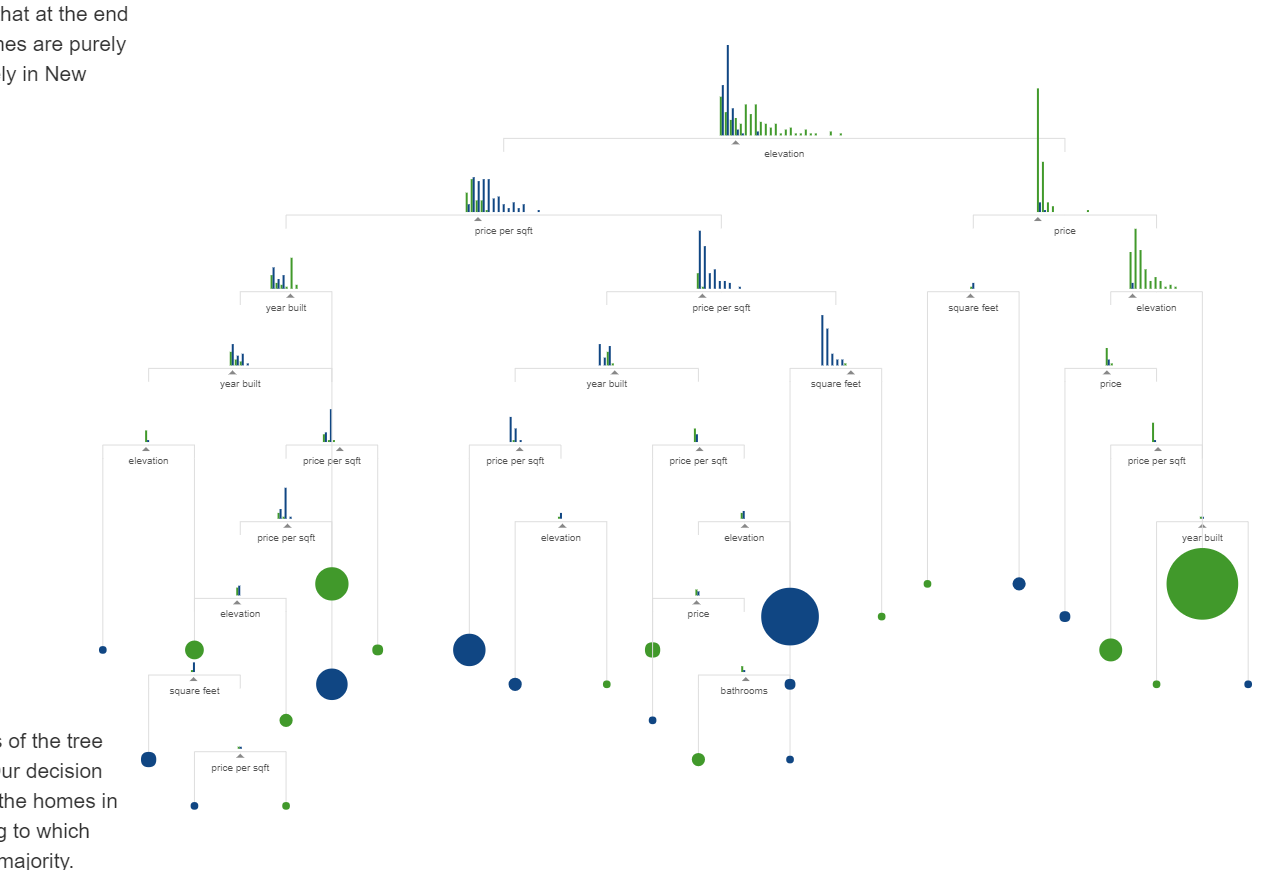 hat at the end
nes are purely
ly in New
elevation
price per sqft
price
year built
price per sqft
square feet
elevation
year built
year built
square feet
price
elevation
price per sqft
price per sqft
price per sqft
price per sqft
price per sqft
elevation
elevation
year built
elevation
price
square feet
bathrooms
price per sqft
s of the tree
ur decision
the homes in
g to which
majority.